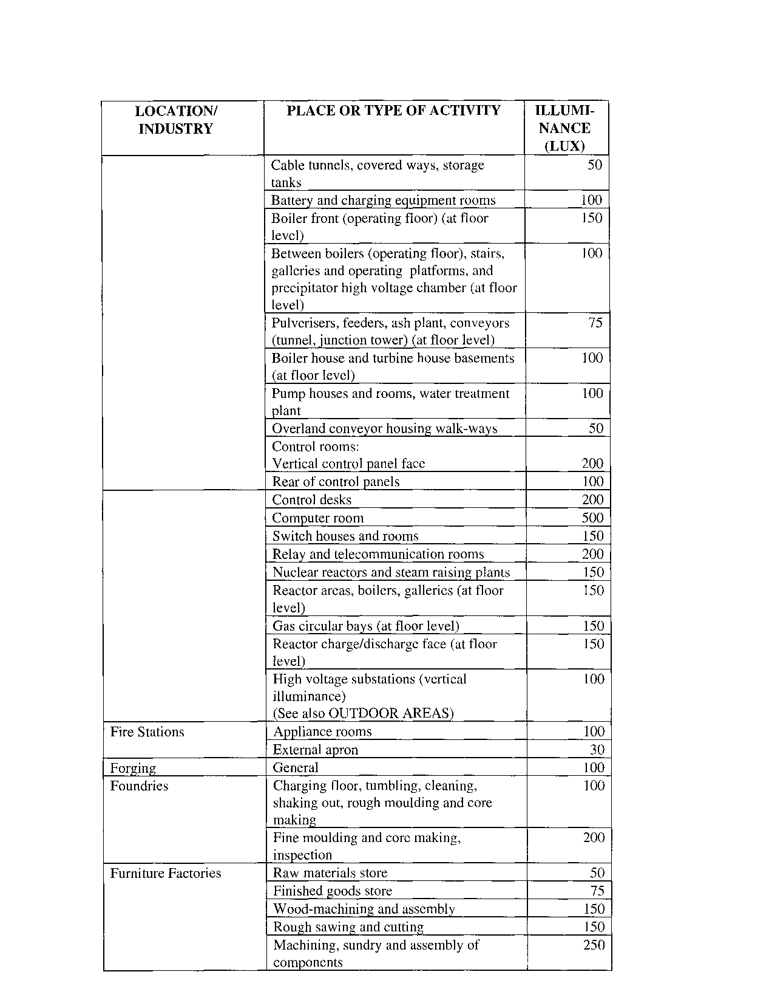 LOCATION/ PLACE OR TYPE OF ACTIVITY ILLUMI-
INDUSTRY NANCE
(LUX)
Cable tunnels, covered ways, storage 50
tanks
Battery and charging equipment rooms 100
Boiler front (operating floor) (at floor 150
level)
Between boilers (operating floor), stairs, 100
galleries and operating platforms, and
precipitator high voltage chamber (at floor
level)
Pulverisers, feeders, ash plant, conveyors 75
(tunnel, junction tower) (at floor level)
Boiler house and turbine house basements 100
(at floor level)
Pump houses and rooms, water treatment 100
plant
Overland conveyor housing walk-ways 50
Control rooms:
Vertical control panel face 200
Rear of control panels 100
Control desks 200
Computer room 500
Switch houses and rooms 150
Relay and telecommunication rooms 200
Nuclear reactors and steam raising plants 150
Reactor areas, boilers, galleries (at floor 150
level)
Gas circular bays (at floor level) 150
Reactor charge/discharge face (at floor 150
level)
High voltage substations (vertical 100
illuminance)
(See also OUTDOOR AREAS)
Fire Stations Appliance rooms 100
External apron 30
Forging General 100
Foundries Charging floor, tumbling, cleaning, 100
shaking out, rough moulding and core
making
Fine moulding and core making, 200
inspection
Furniture Factories Raw materials store 50
Finished goods store 75
Wood-machining and assembly 150
Rough sawing and cutting 150
Machining, sundry and assembly of 250
components